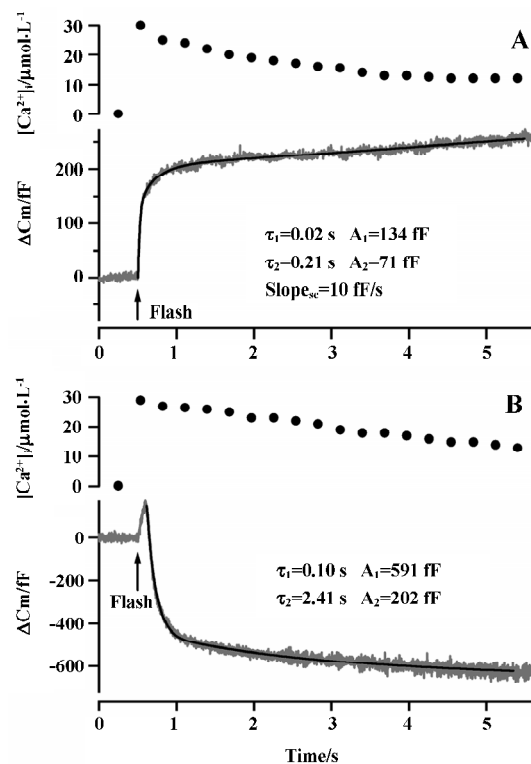 A
30
20
10
0
[Ca²⁺]ᵢ/μmol·L⁻¹
200
100
0
ΔCm/fF
τ₁=0.02 s A₁=134 fF
τ₂−0.21 s A₂−71 fF
Slopeₛc=10 fF/s
Flash
0 1 2 3 4 5
B
30
20
10
0
[Ca²⁺]ᵢ/μmol·L⁻¹
0
-200
-400
-600
ΔCm/fF
Flash
τ₁=0.10 s A₁=591 fF
τ₂=2.41 s A₂=202 fF
0 1 2 3 4 5
Time/s